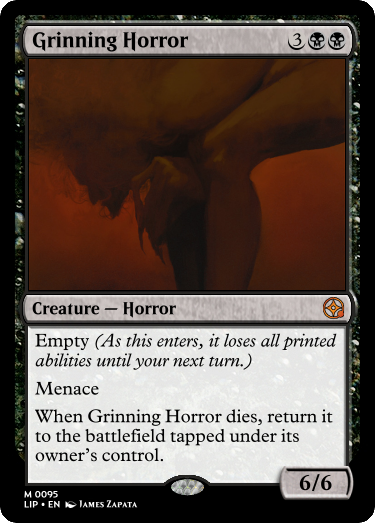 Grinning Horror 3
Creature — Horror
Empty (As this enters, it loses all printed
abilities until your next turn.)
Menace
When Grinning Horror dies, return it
to the battlefield tapped under its
owner's control.
6/6
M 0095
LIP • EN James Zapata